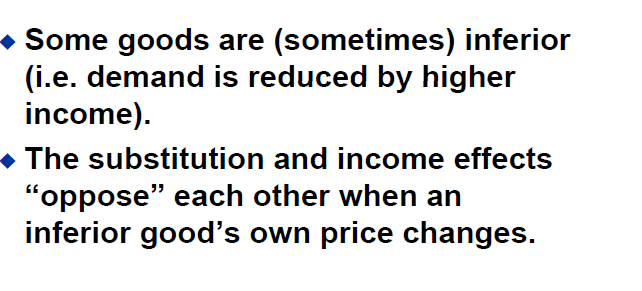 Some goods are (sometimes) inferior
(i.e. demand is reduced by higher
income).
The substitution and income effects
“oppose” each other when an
inferior good’s own price changes.